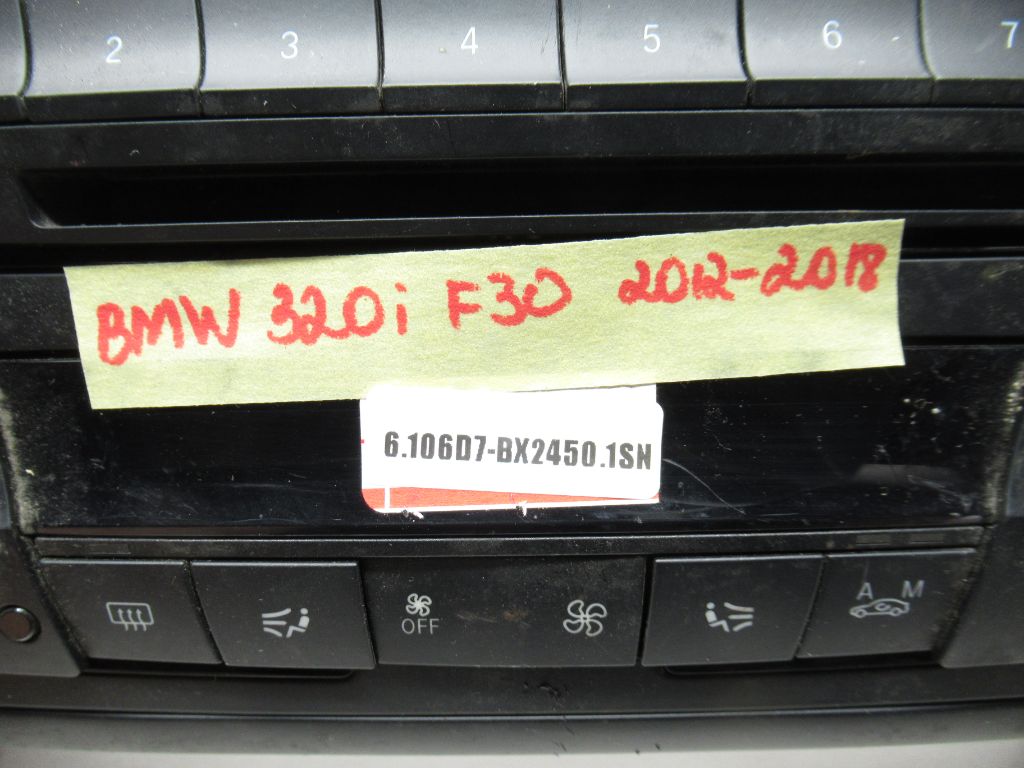 2 3 4 5 6 7
BMW 320i F30 2012-2018
6.106D7-BX2450.1SN
OFF
A M